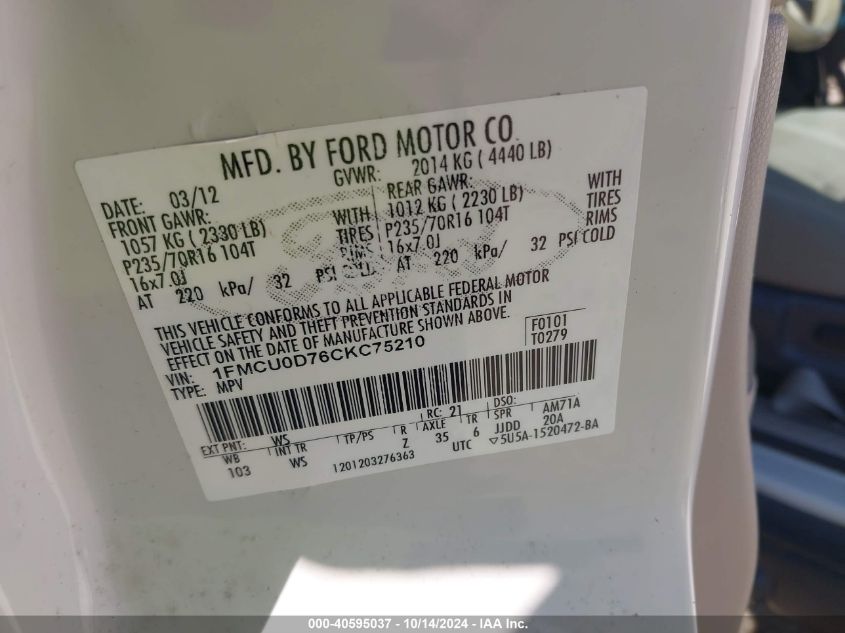 MFD. BY FORD MOTOR CO.
DATE: 03/12 GVWR: 2014 KG ( 4440 LB)
FRONT GAWR: REAR GAWR:
1057 KG ( 2330 LB) WITH 1012 KG ( 2230 LB) WITH
P235/70R16 104T TIRES P235/70R16 104T TIRES
16x7.0J RIMS 16x7.0J RIMS
AT 220 kPa/ 32 PSI COLD AT 220 kPa/ 32 PSI COLD
THIS VEHICLE CONFORMS TO ALL APPLICABLE FEDERAL MOTOR
VEHICLE SAFETY AND THEFT PREVENTION STANDARDS IN
EFFECT ON THE DATE OF MANUFACTURE SHOWN ABOVE.
F0101
T0279
VIN: 1FMCU0D76CKC75210
TYPE: MPV
EXT PNT: WS RC: 21 DSO:
WB INT TR TP/PS R AXLE TR SPR AM71A
103 WS Z 35 6 JJDD 20A
1201203276363 UTC ▽5U5A-1520472-BA
000-40595037 - 10/14/2024 - IAA Inc.